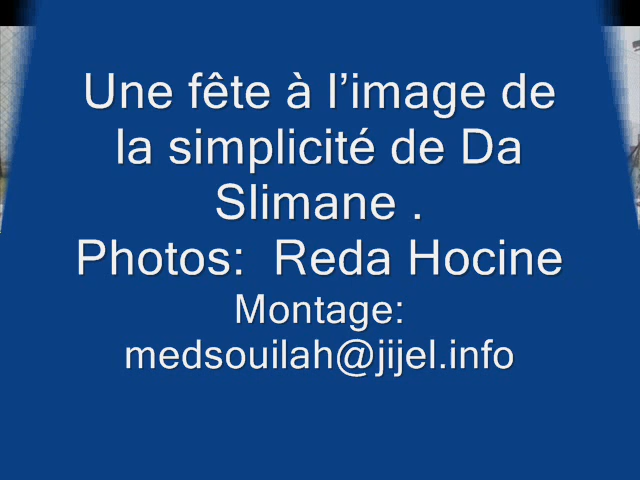 Une fête à l’image de
la simplicité de Da
Slimane .
Photos:  Reda Hocine
Montage:
medsouilah@jijel.info